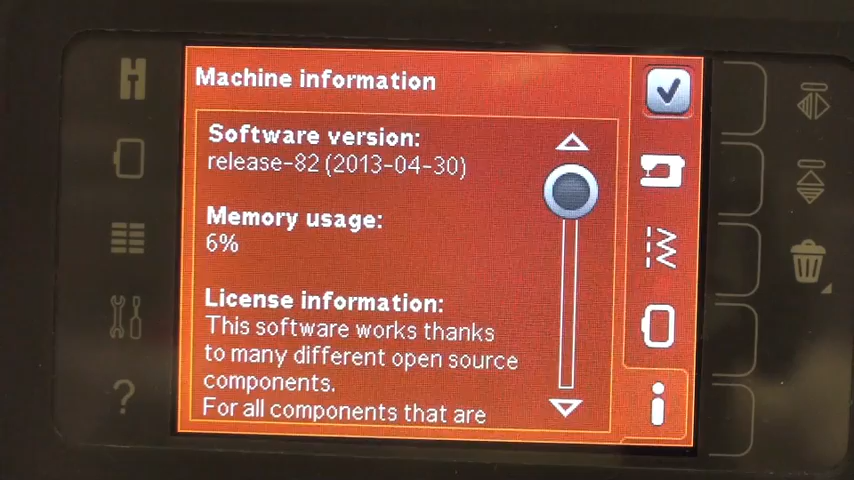 Machine information
Software version:
release-82 (2013-04-30)
Memory usage:
6%
License information:
This software works thanks
to many different open source
components.
For all components that are